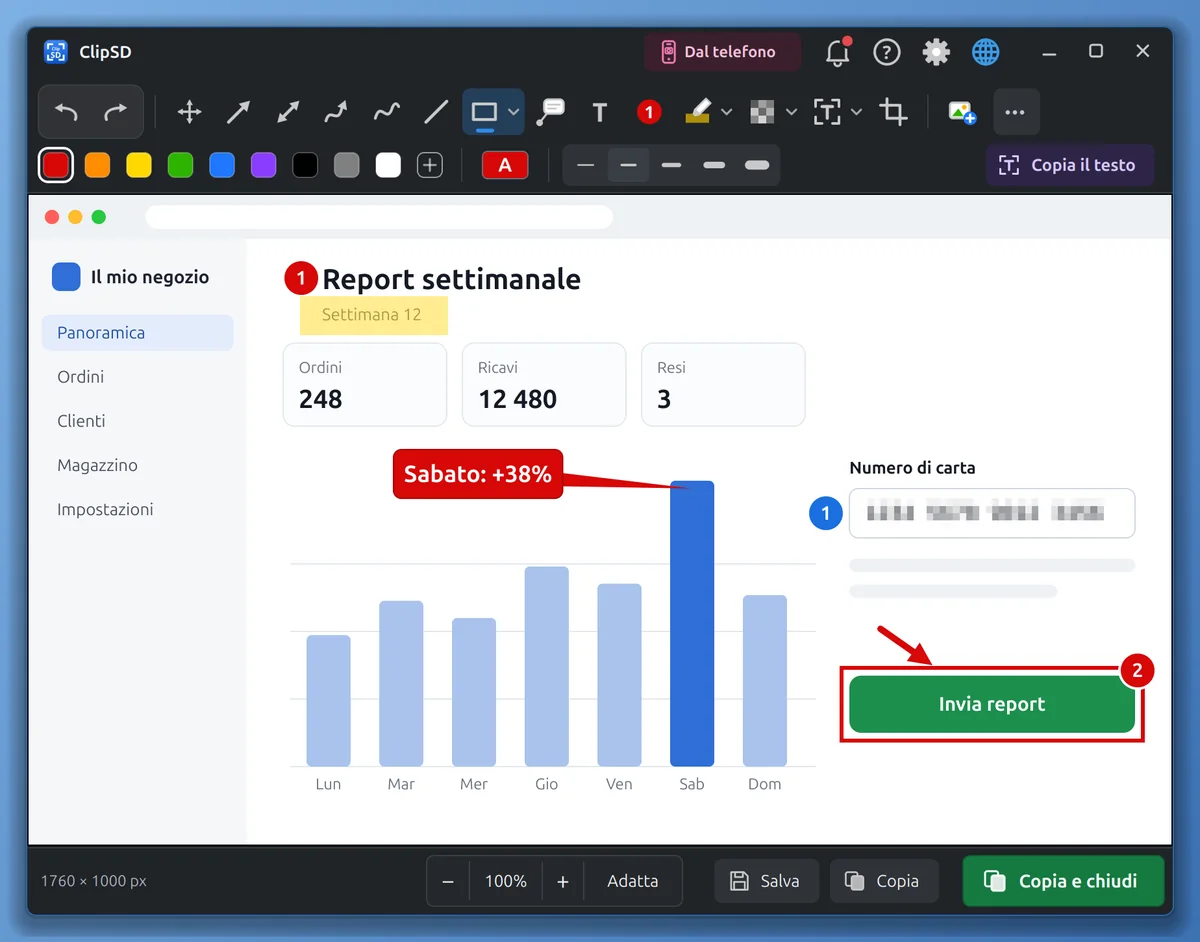 ClipSD
Dal telefono
T
1
A
Copia il testo
Il mio negozio
Panoramica
Ordini
Clienti
Magazzino
Impostazioni
1 Report settimanale
Settimana 12
Ordini
248
Ricavi
12 480
Resi
3
Sabato: +38%
Lun Mar Mer Gio Ven Sab Dom
Numero di carta
1
2
Invia report
1760 × 1000 px
− 100% + Adatta
Salva
Copia
Copia e chiudi